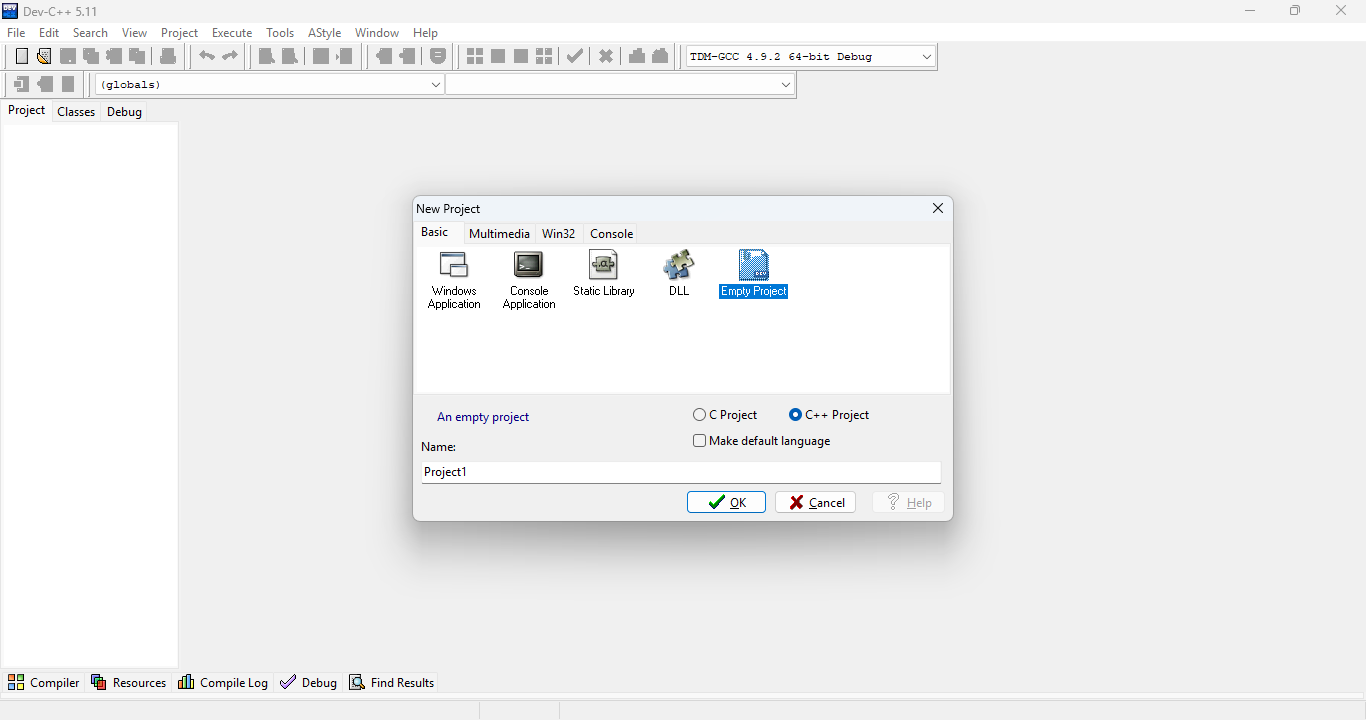 Dev-C++ 5.11
File Edit Search View Project Execute Tools AStyle Window Help
TDM-GCC 4.9.2 64-bit Debug
(globals)
Project Classes Debug
New Project
Basic Multimedia Win32 Console
Windows Application
Console Application
Static Library
DLL
Empty Project
An empty project
C Project C++ Project
Make default language
Name:
Project1
OK Cancel Help
Compiler Resources Compile Log Debug Find Results